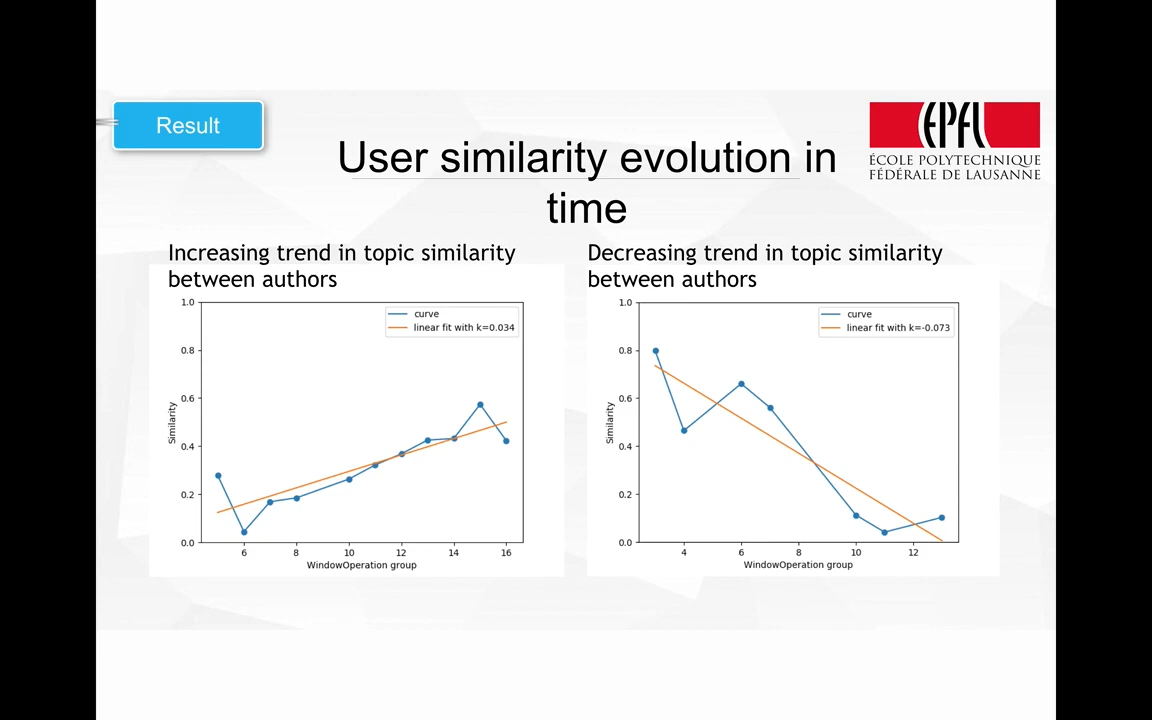 Result
EPFL
ÉCOLE POLYTECHNIQUE
FÉDÉRALE DE LAUSANNE
User similarity evolution in
time
Increasing trend in topic similarity
between authors
1.0
0.8
0.6
0.4
0.2
0.0
Similarity
curve
linear fit with k=0.034
6 8 10 12 14 16
WindowOperation group
Decreasing trend in topic similarity
between authors
1.0
0.8
0.6
0.4
0.2
0.0
Similarity
curve
linear fit with k=-0.073
4 6 8 10 12
WindowOperation group